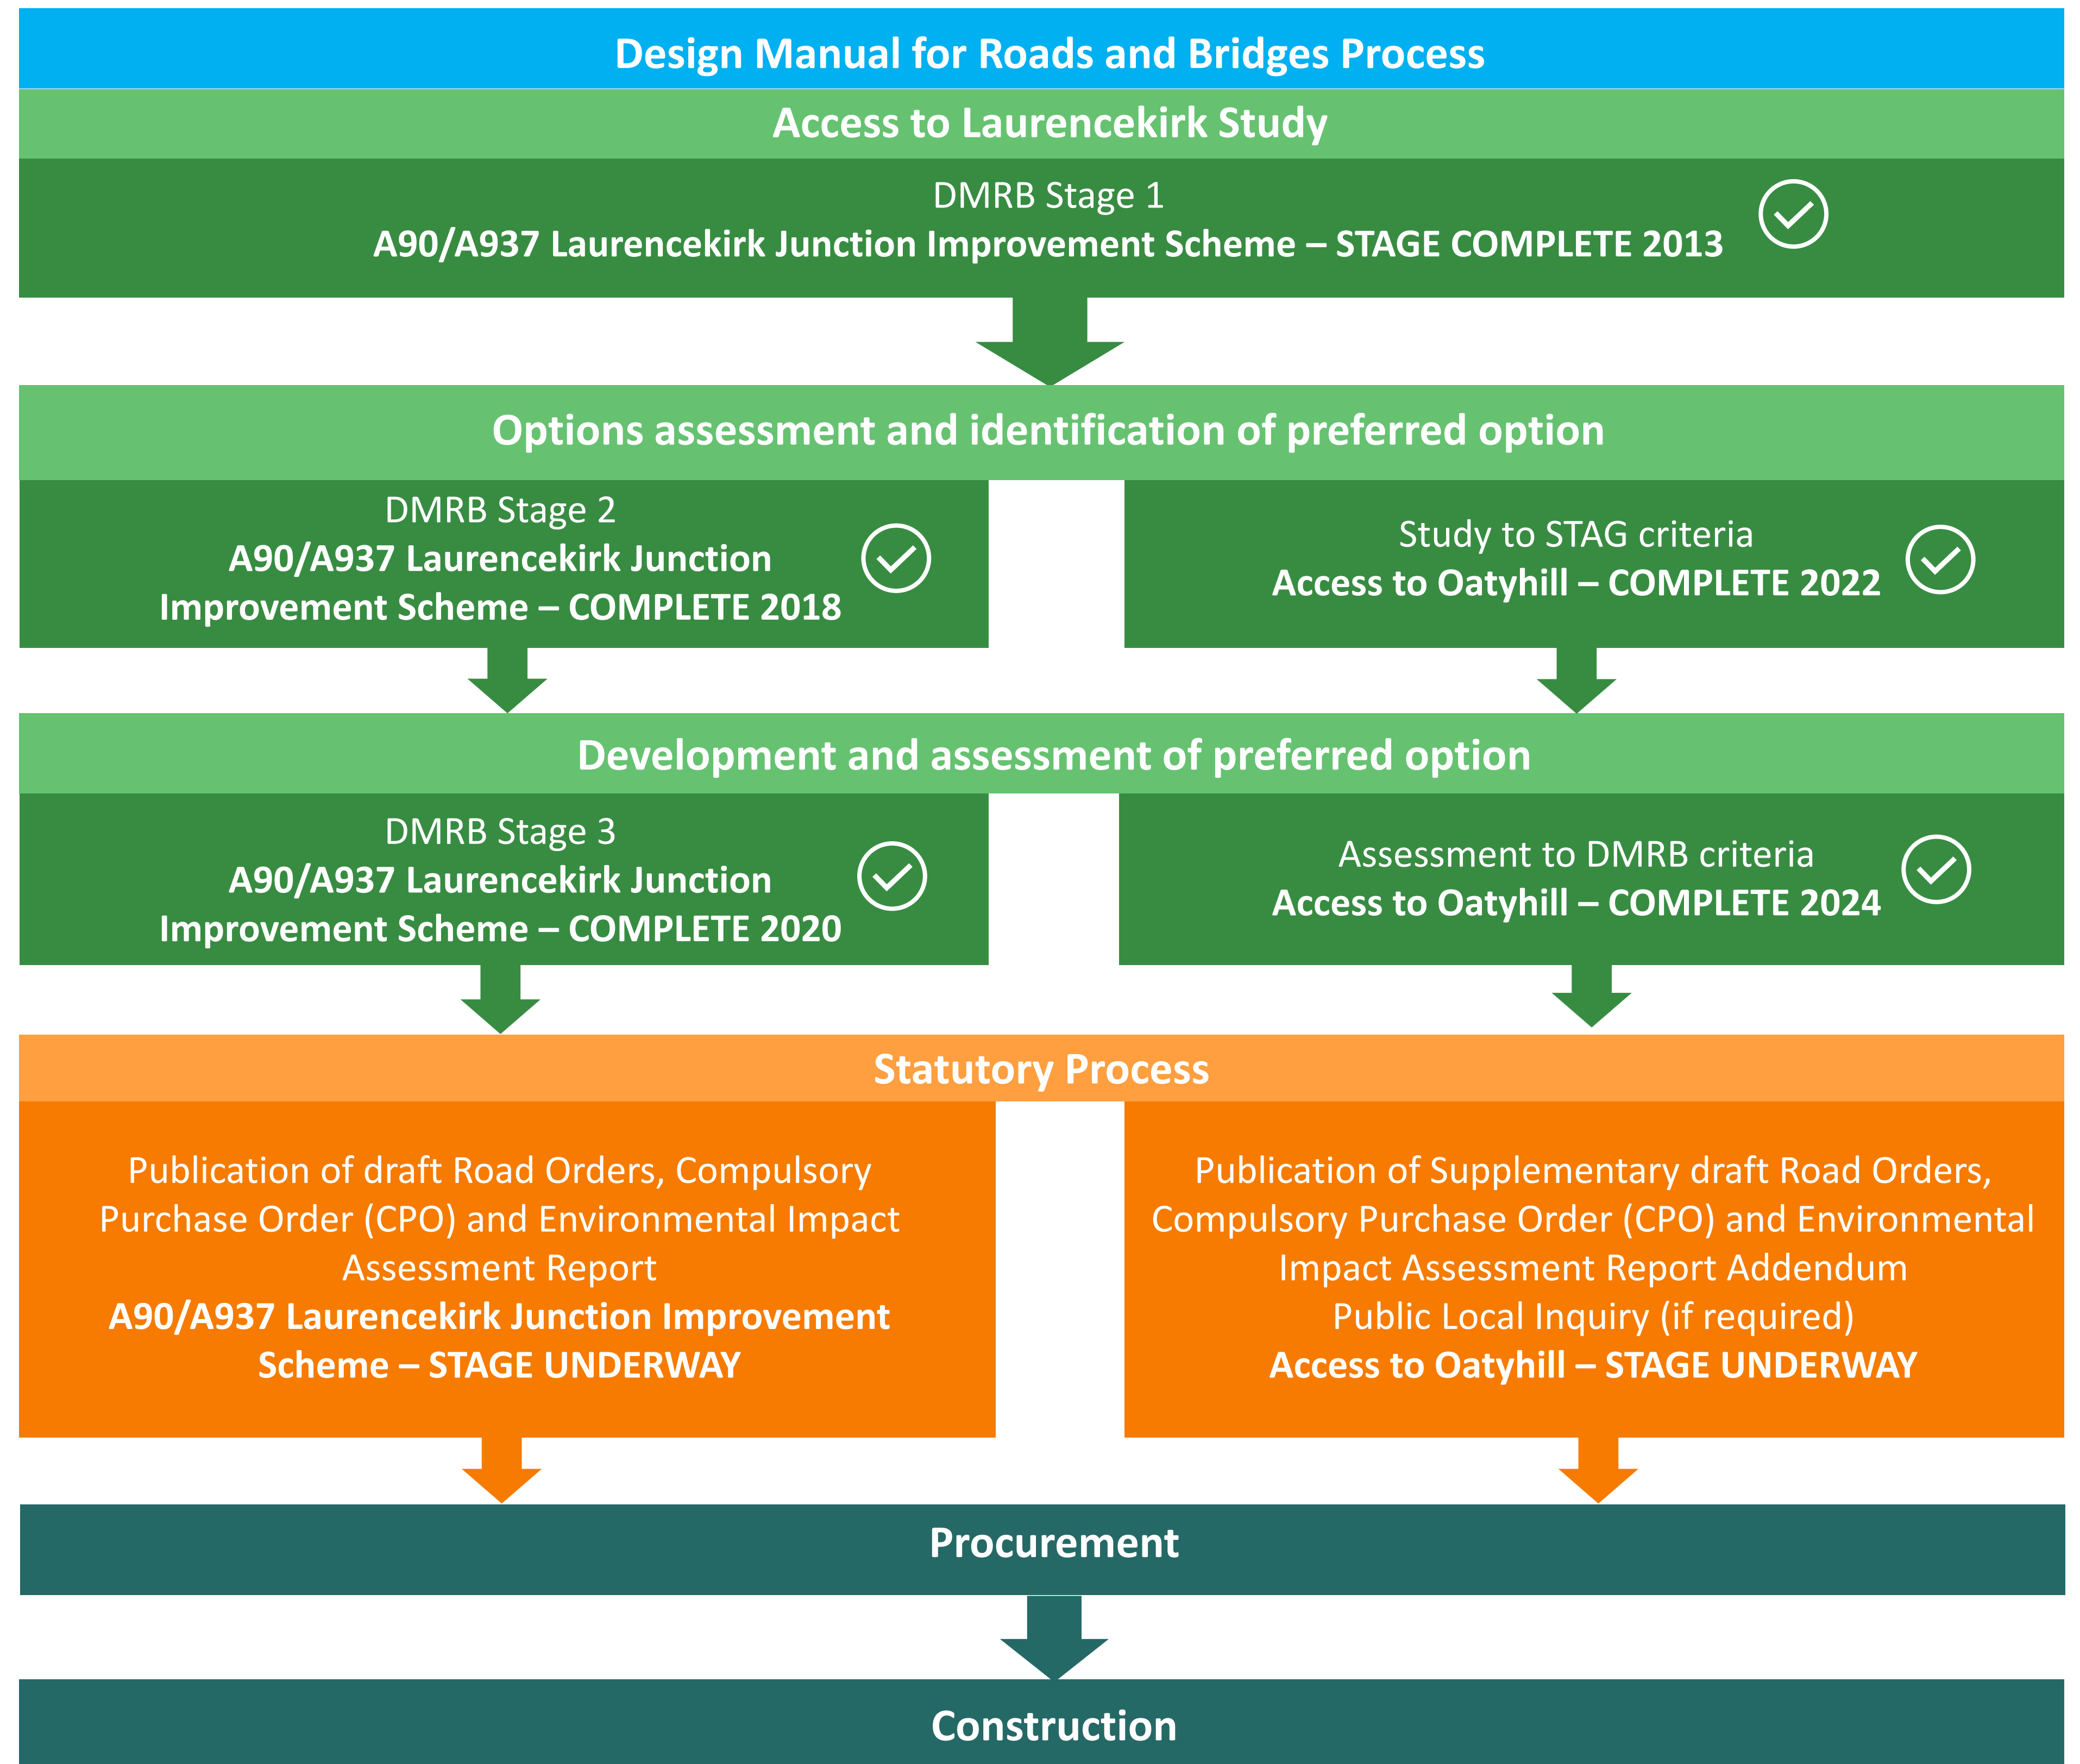 Design Manual for Roads and Bridges Process
Access to Laurencekirk Study
DMRB Stage 1
A90/A937 Laurencekirk Junction Improvement Scheme – STAGE COMPLETE 2013
Options assessment and identification of preferred option
DMRB Stage 2
A90/A937 Laurencekirk Junction
Improvement Scheme – COMPLETE 2018
Study to STAG criteria
Access to Oatyhill – COMPLETE 2022
Development and assessment of preferred option
DMRB Stage 3
A90/A937 Laurencekirk Junction
Improvement Scheme – COMPLETE 2020
Assessment to DMRB criteria
Access to Oatyhill – COMPLETE 2024
Statutory Process
Publication of draft Road Orders, Compulsory
Purchase Order (CPO) and Environmental Impact
Assessment Report
A90/A937 Laurencekirk Junction Improvement
Scheme – STAGE UNDERWAY
Publication of Supplementary draft Road Orders,
Compulsory Purchase Order (CPO) and Environmental
Impact Assessment Report Addendum
Public Local Inquiry (if required)
Access to Oatyhill – STAGE UNDERWAY
Procurement
Construction